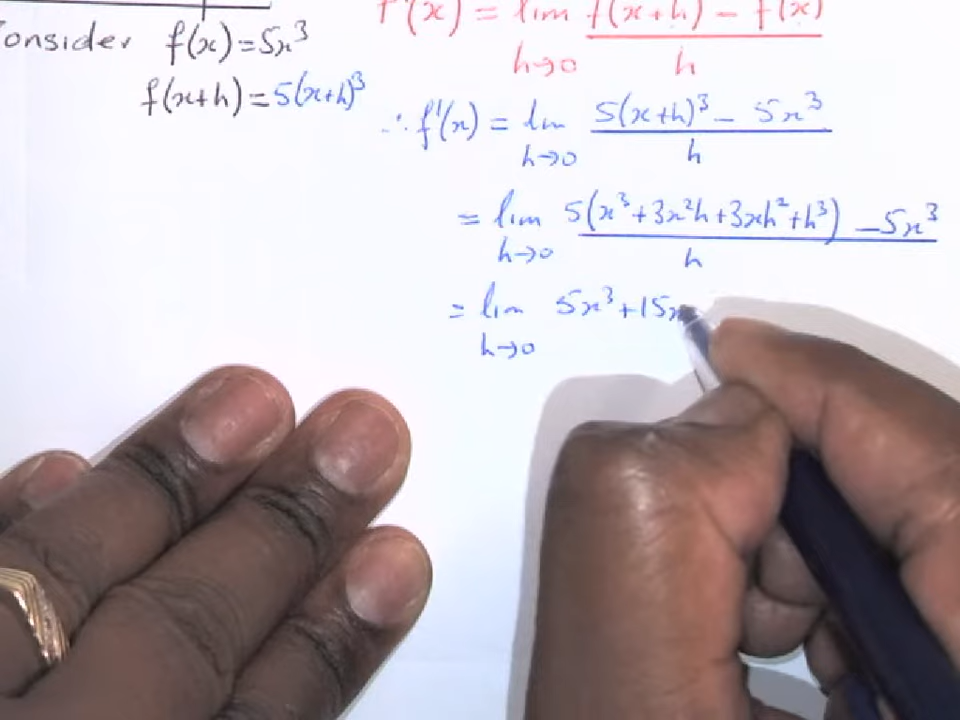 f'(x) = lim f(x+h) – f(x)
h→0 h
Consider f(x) = 5x³
f(x+h) = 5(x+h)³
∴ f'(x) = lim 5(x+h)³ – 5x³
h→0 h
= lim 5(x³+3x²h+3xh²+h³) – 5x³
h→0 h
= lim 5x³+15x
h→0